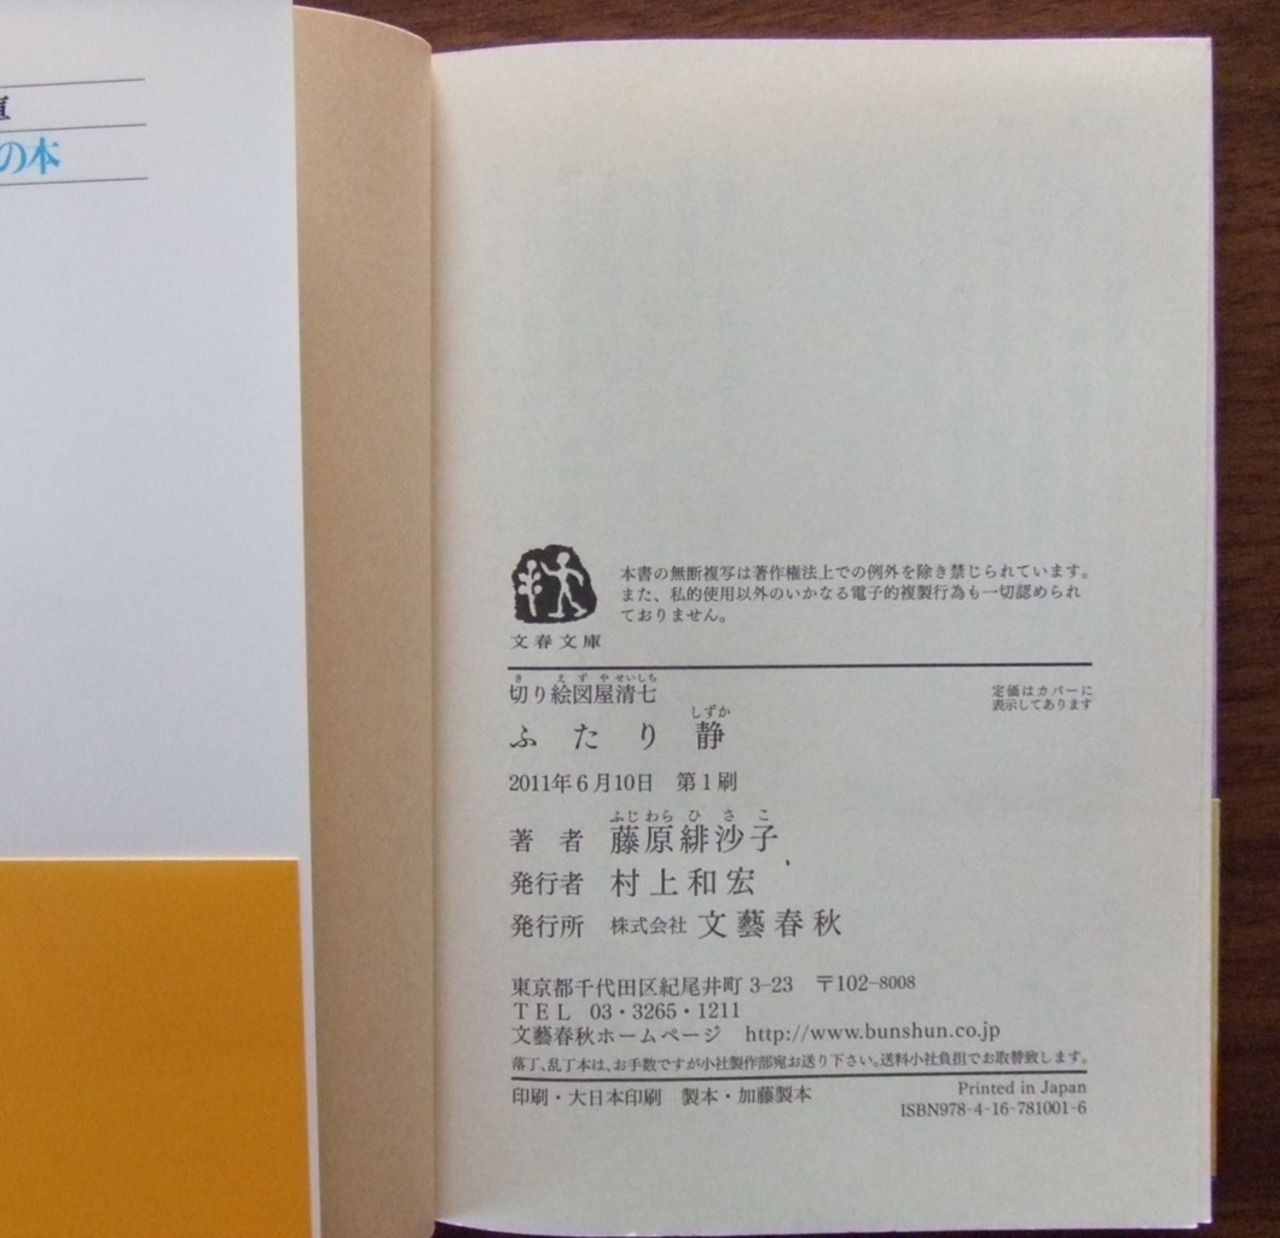 の本
本書の無断複写は著作権法上での例外を除き禁じられています。
また、私的使用以外のいかなる電子的複製行為も一切認められ
ておりません。
文春文庫
き え ず や せいしち
切り絵図屋清七
定価はカバーに
表示してあります
しずか
ふたり静
2011年6月10日 第1刷
ふじ わら ひ さ こ
著 者 藤原緋沙子
発行者 村上和宏
発行所 株式会社 文藝春秋
東京都千代田区紀尾井町 3-23 〒102-8008
TEL 03・3265・1211
文藝春秋ホームページ http://www.bunshun.co.jp
落丁、乱丁本は、お手数ですが小社製作部宛お送り下さい。送料小社負担でお取替致します。
印刷・大日本印刷 製本・加藤製本
Printed in Japan
ISBN978-4-16-781001-6